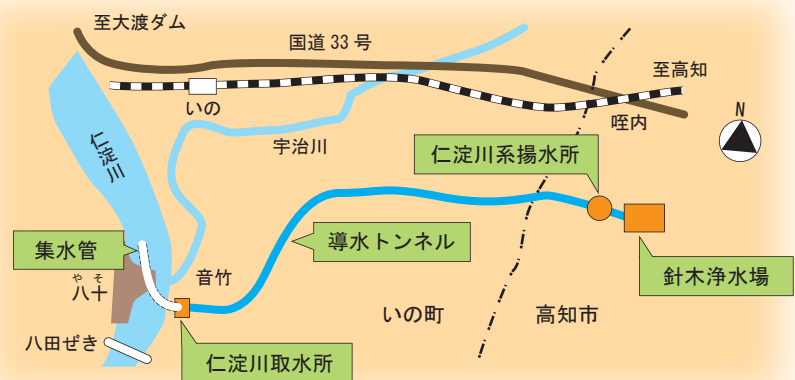 至大渡ダム
国道33号
至高知
いの
咥内
N
仁淀川
宇治川
仁淀川系揚水所
集水管
導水トンネル
針木浄水場
やそ
八十
音竹
いの町
高知市
八田ぜき
仁淀川取水所